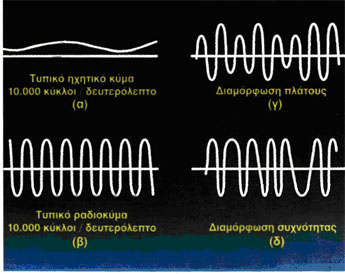 Τυπικό ηχητικό κύμα
10.000 κύκλοι / δευτερόλεπτο
(α)
Διαμόρφωση πλάτους
(γ)
Τυπικό ραδιοκύμα
10.000 κύκλοι / δευτερόλεπτο
(β)
Διαμόρφωση συχνότητας
(δ)